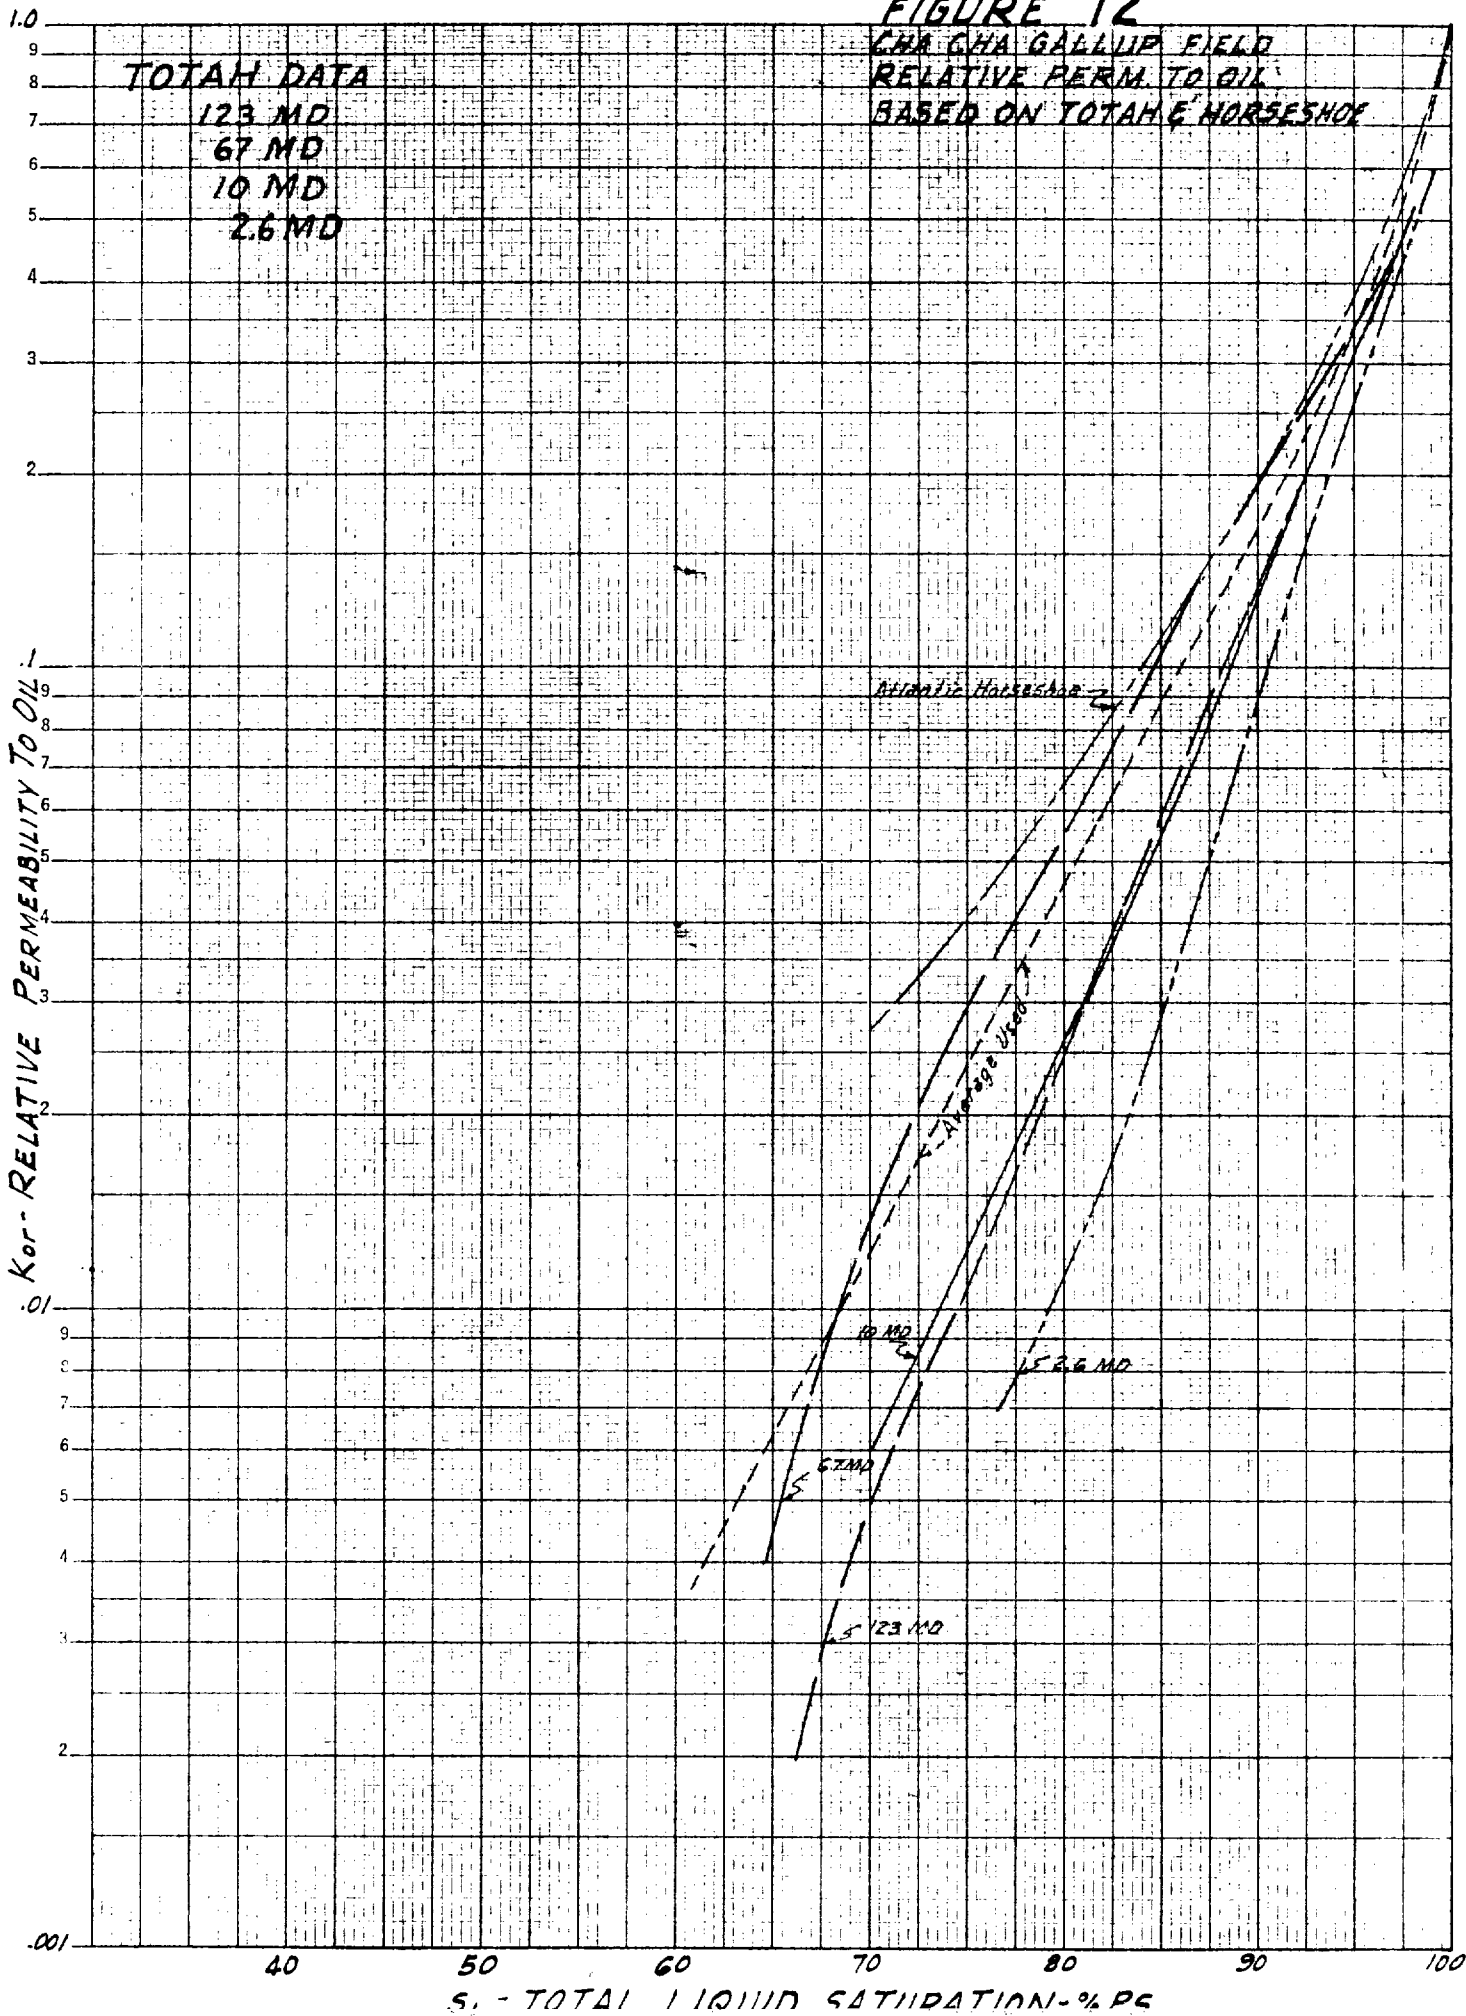 FIGURE 12
CHA CHA GALLUP FIELD
RELATIVE PERM. TO OIL
BASED ON TOTAH & HORSESHOE
TOTAH DATA
123 MD
67 MD
10 MD
2.6 MD
1.0
9
8
7
6
5
4
3
2
.1
9
8
7
6
5
4
3
2
.01
9
8
7
6
5
4
3
2
.001
Kor - RELATIVE PERMEABILITY TO OIL
Atlantic Horseshoe
Average Used
10 MD
2.6 MD
67 MD
123 MD
40 50 60 70 80 90 100
SL - TOTAL LIQUID SATURATION - % PS